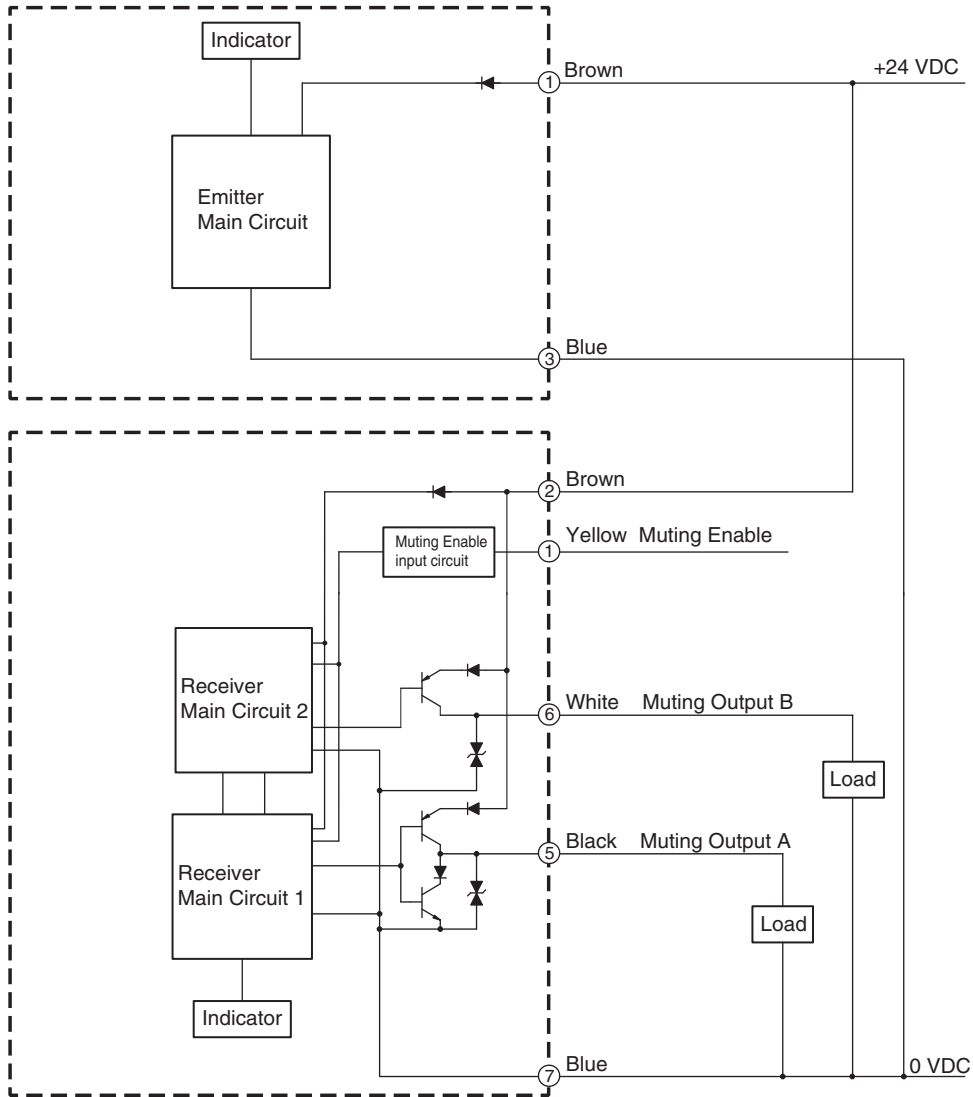 Indicator
① Brown
+24 VDC
Emitter
Main Circuit
③ Blue
② Brown
Muting Enable
input circuit
① Yellow Muting Enable
Receiver
Main Circuit 2
⑥ White Muting Output B
Load
Receiver
Main Circuit 1
⑤ Black Muting Output A
Load
Indicator
⑦ Blue
0 VDC